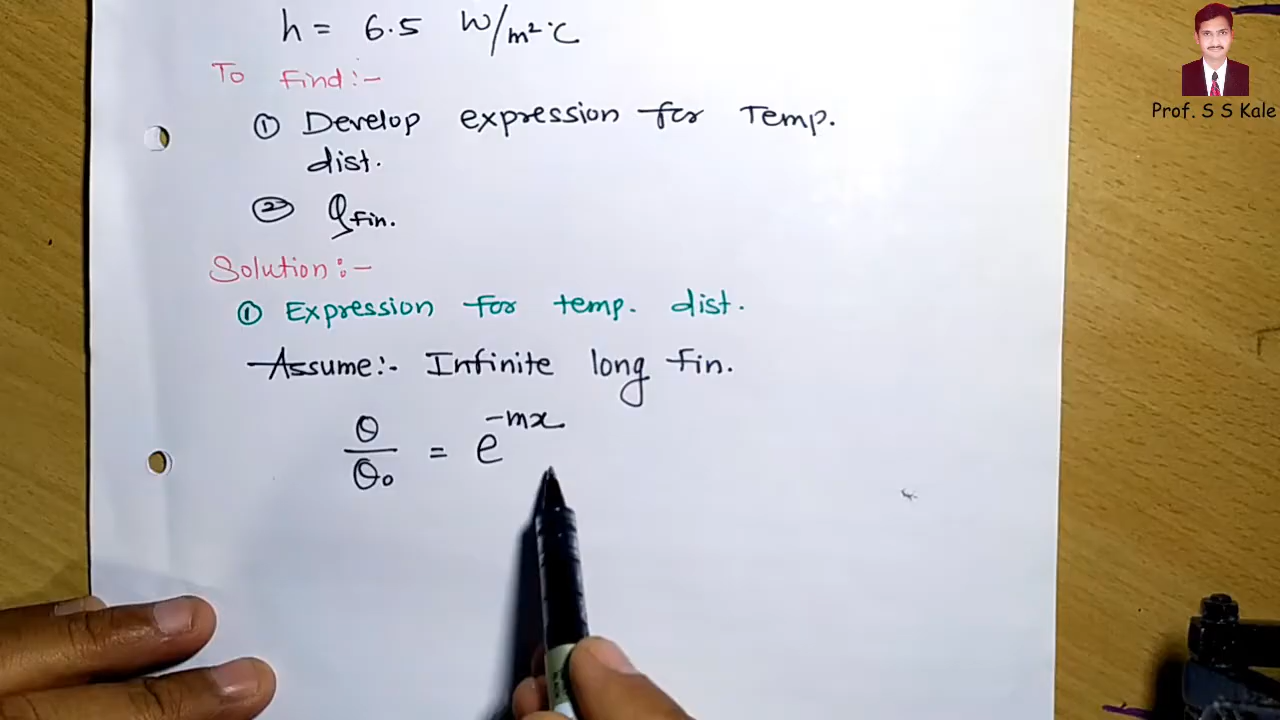 h = 6.5 W/m² °C
To Find:-
① Develop expression for Temp.
dist.
② Qfin.
Solution:-
① Expression for temp. dist.
Assume:- Infinite long fin.
θ/θ₀ = e^-mx
Prof. S S Kale